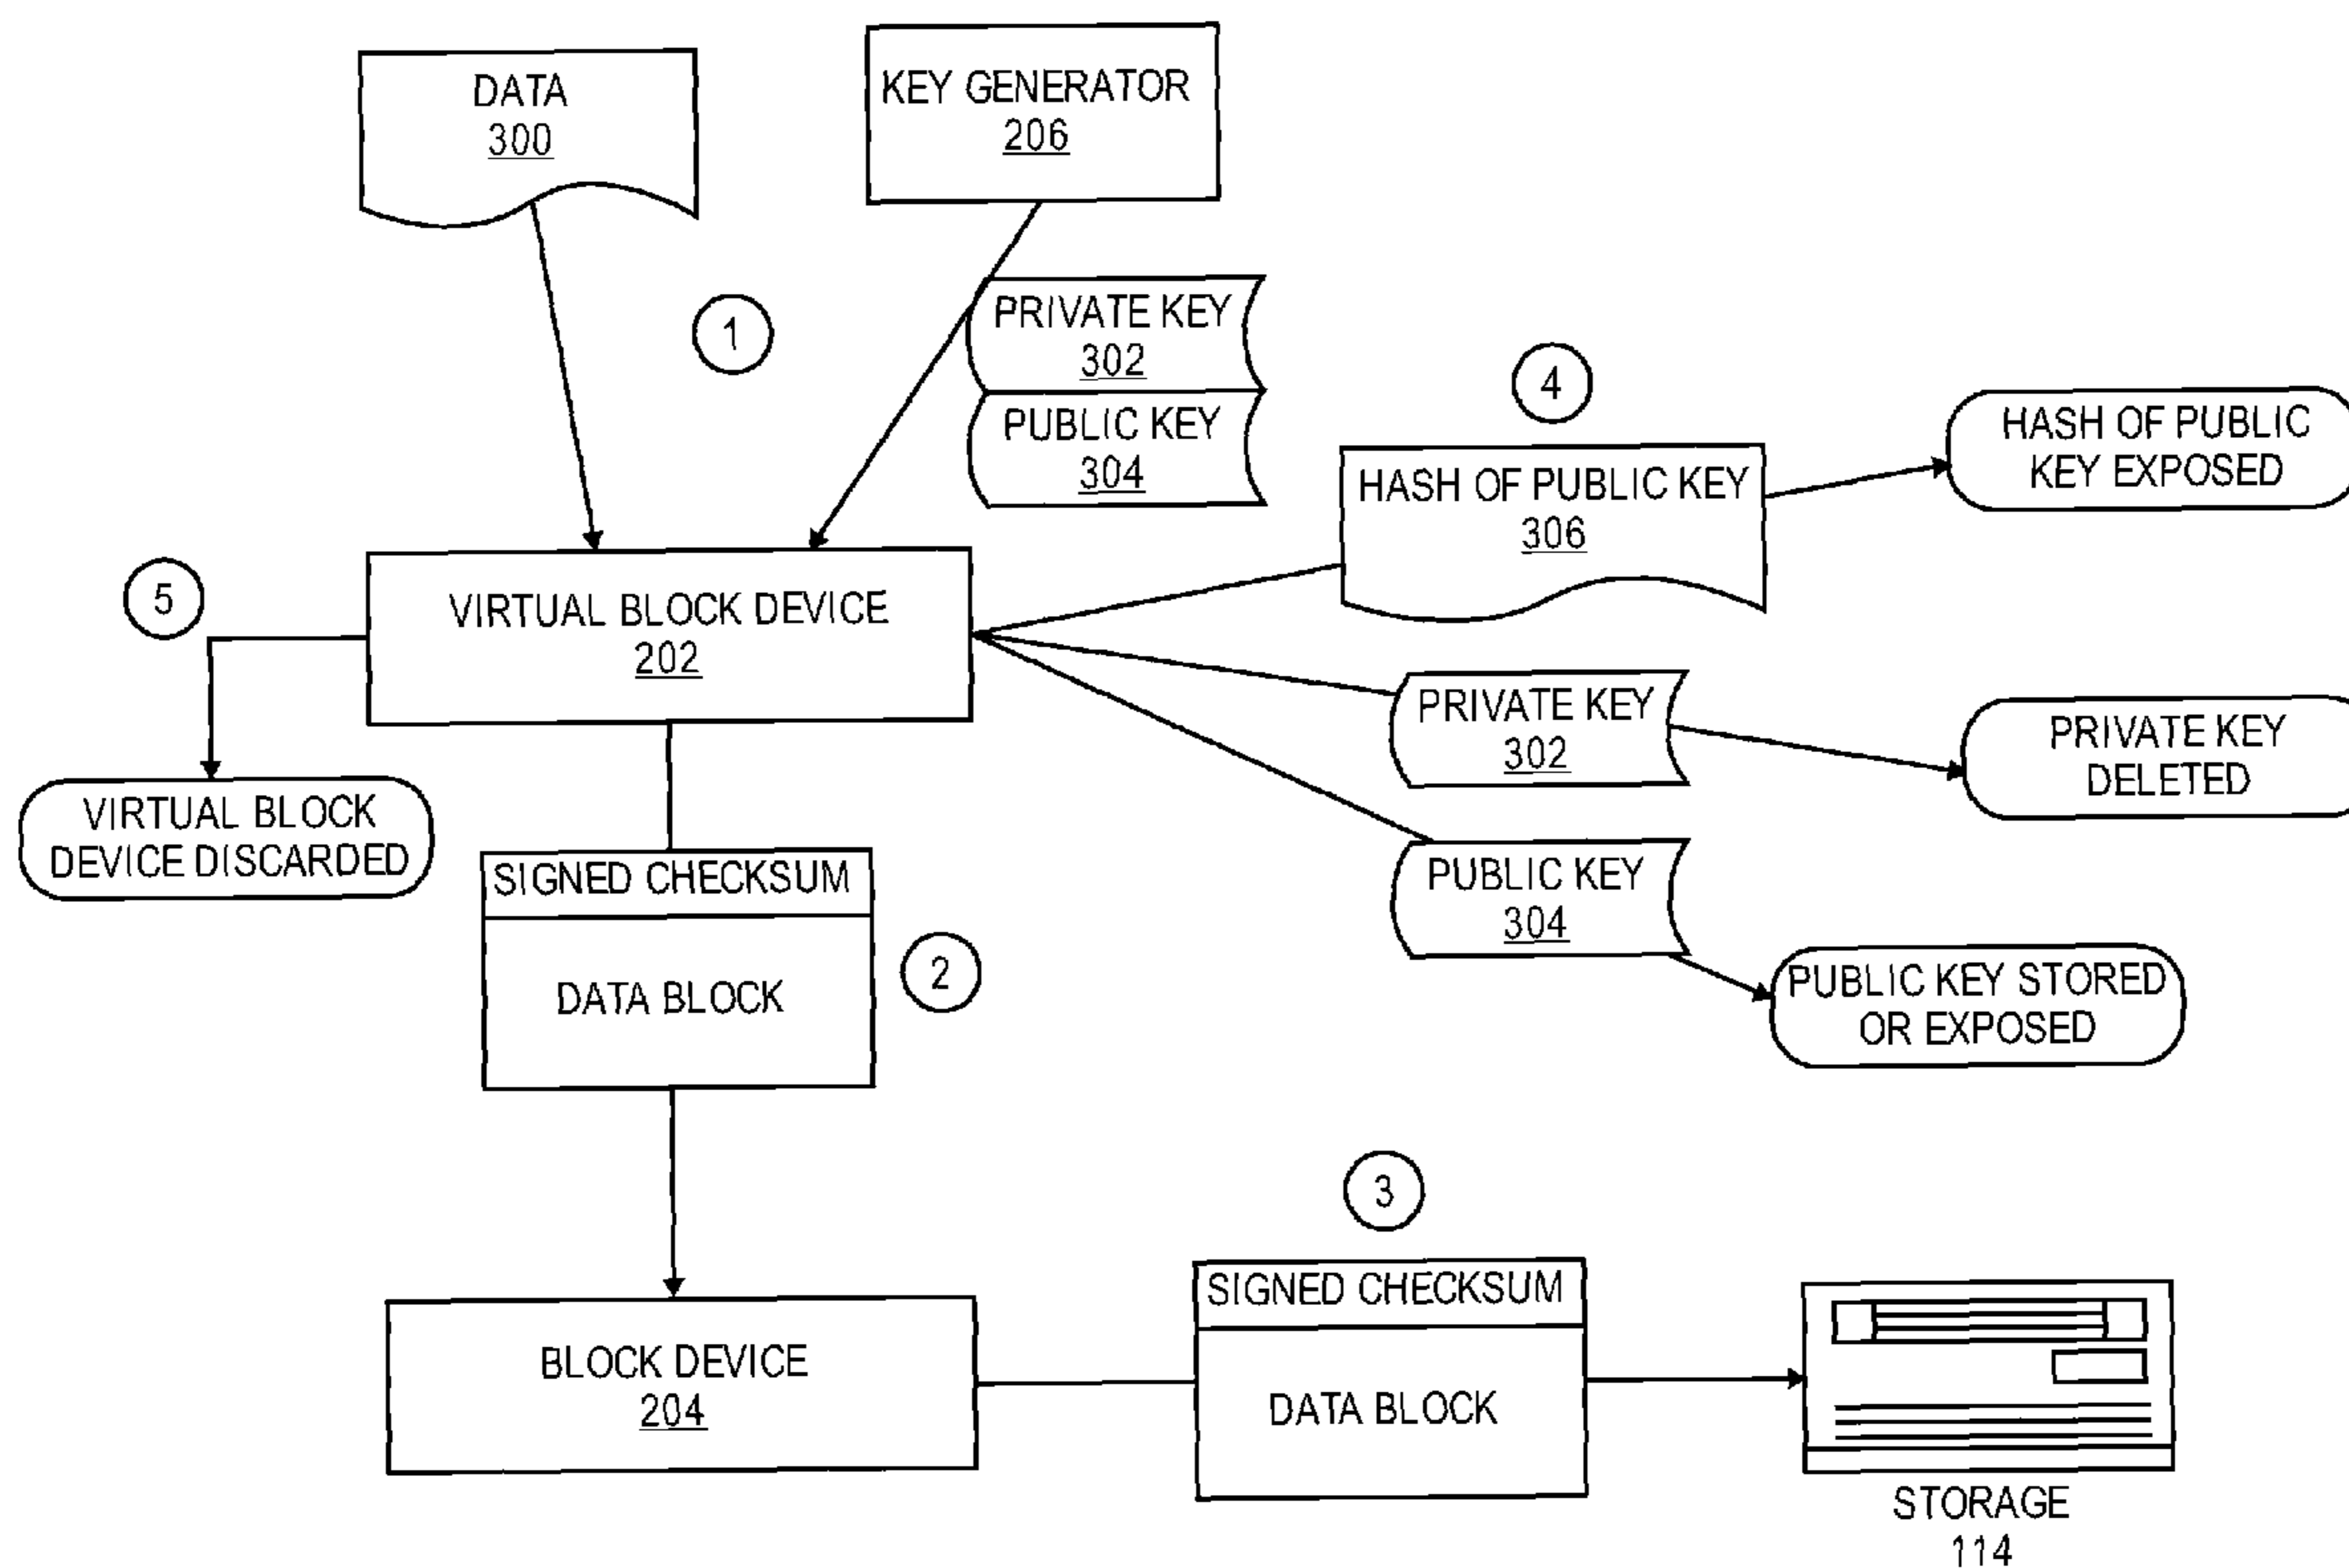 DATA
300
KEY GENERATOR
206
1
PRIVATE KEY
302
PUBLIC KEY
304
4
HASH OF PUBLIC KEY
306
HASH OF PUBLIC
KEY EXPOSED
5
VIRTUAL BLOCK DEVICE
202
PRIVATE KEY
302
PRIVATE KEY
DELETED
VIRTUAL BLOCK
DEVICE DISCARDED
SIGNED CHECKSUM
DATA BLOCK
2
PUBLIC KEY
304
PUBLIC KEY STORED
OR EXPOSED
3
BLOCK DEVICE
204
SIGNED CHECKSUM
DATA BLOCK
STORAGE
114